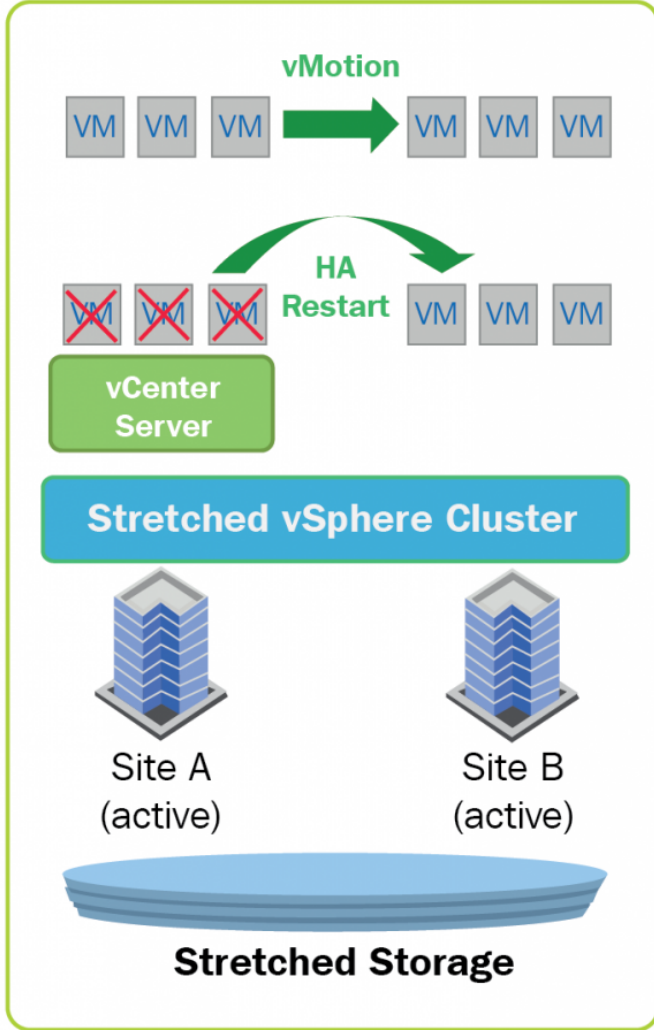 vMotion
VM VM VM VM VM VM
HA
Restart
VM VM VM VM VM VM
vCenter
Server
Stretched vSphere Cluster
Site A
(active)
Site B
(active)
Stretched Storage